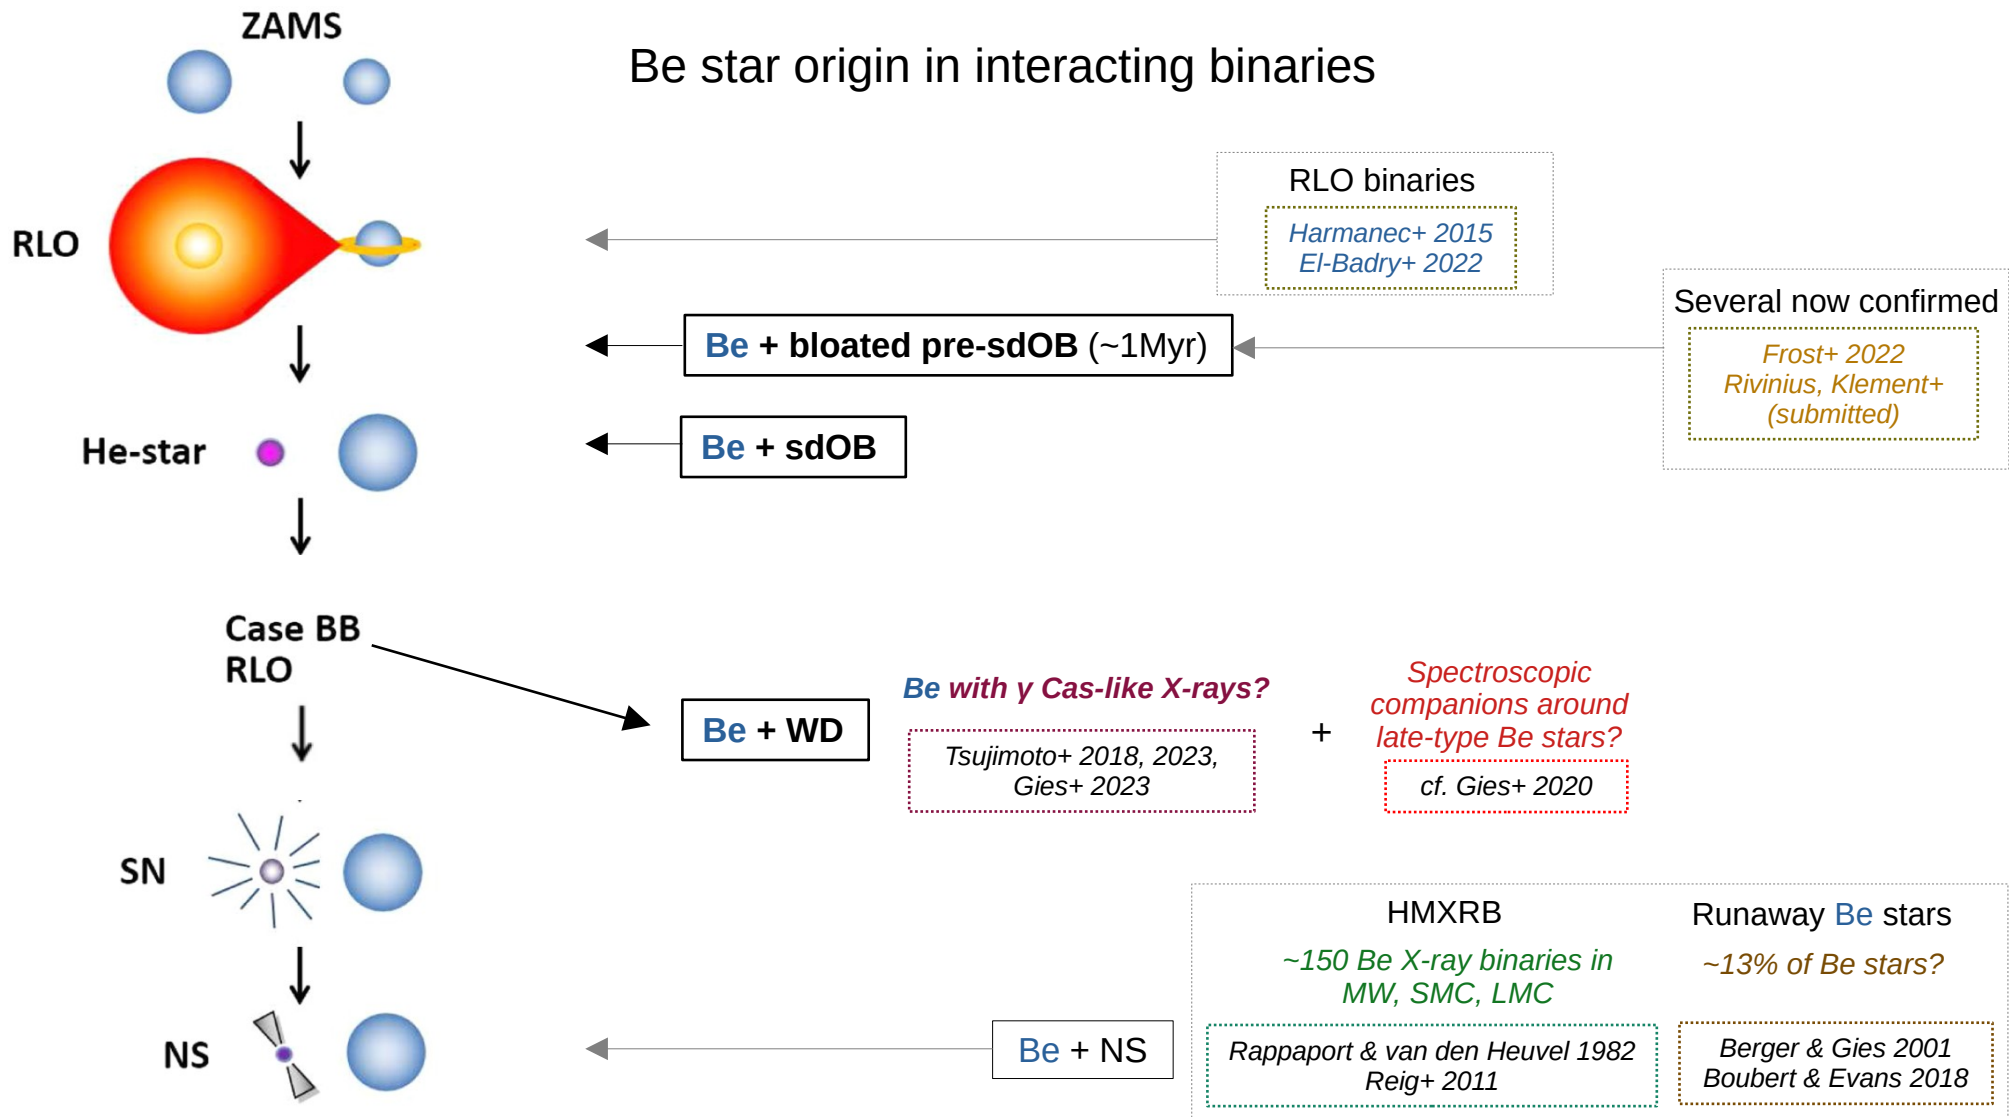 ZAMS
Be star origin in interacting binaries
RLO
RLO binaries
Harmanec+ 2015
El-Badry+ 2022
Several now confirmed
Frost+ 2022
Rivinius, Klement+
(submitted)
Be + bloated pre-sdOB (~1Myr)
He-star
Be + sdOB
Case BB
RLO
Be + WD
Be with γ Cas-like X-rays?
Tsujimoto+ 2018, 2023,
Gies+ 2023
+
Spectroscopic
companions around
late-type Be stars?
cf. Gies+ 2020
SN
HMXRB
~150 Be X-ray binaries in
MW, SMC, LMC
Rappaport & van den Heuvel 1982
Reig+ 2011
Runaway Be stars
~13% of Be stars?
Berger & Gies 2001
Boubert & Evans 2018
NS
Be + NS